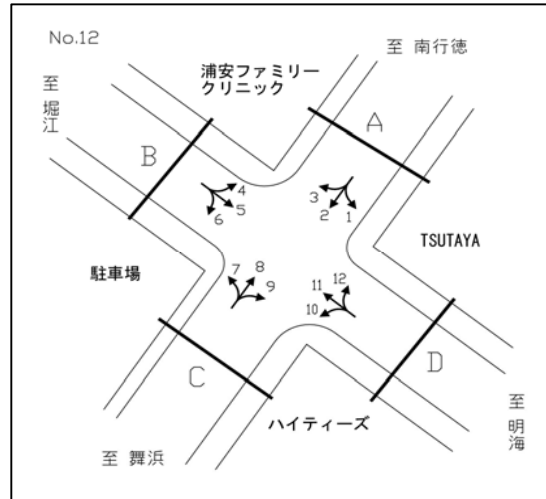 No.12
至 南行徳
浦安ファミリー
クリニック
至 堀江
A
B
3
2
1
4
5
6
TSUTAYA
駐車場
7
8
9
11
12
10
C
D
ハイティーズ
至 明海
至 舞浜